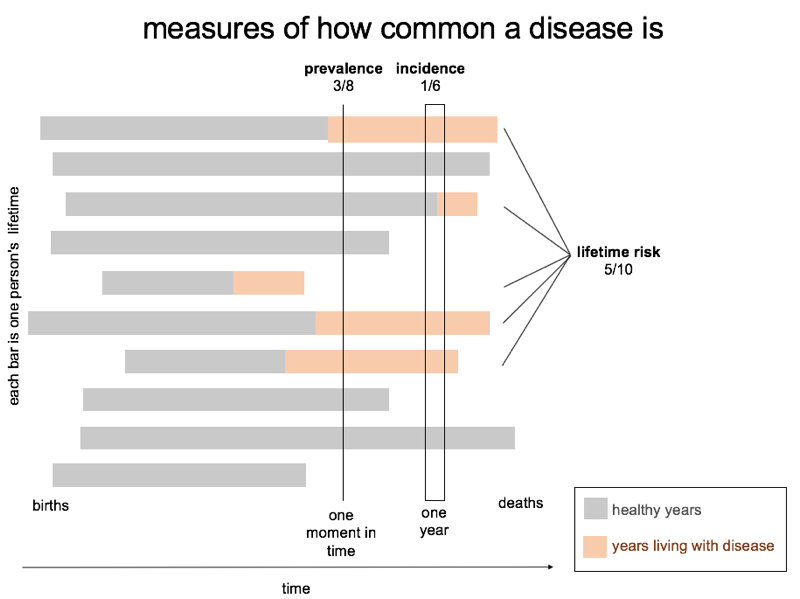 measures of how common a disease is
prevalence
3/8
incidence
1/6
each bar is one person's lifetime
lifetime risk
5/10
births
one
moment in
time
one
year
deaths
healthy years
years living with disease
time